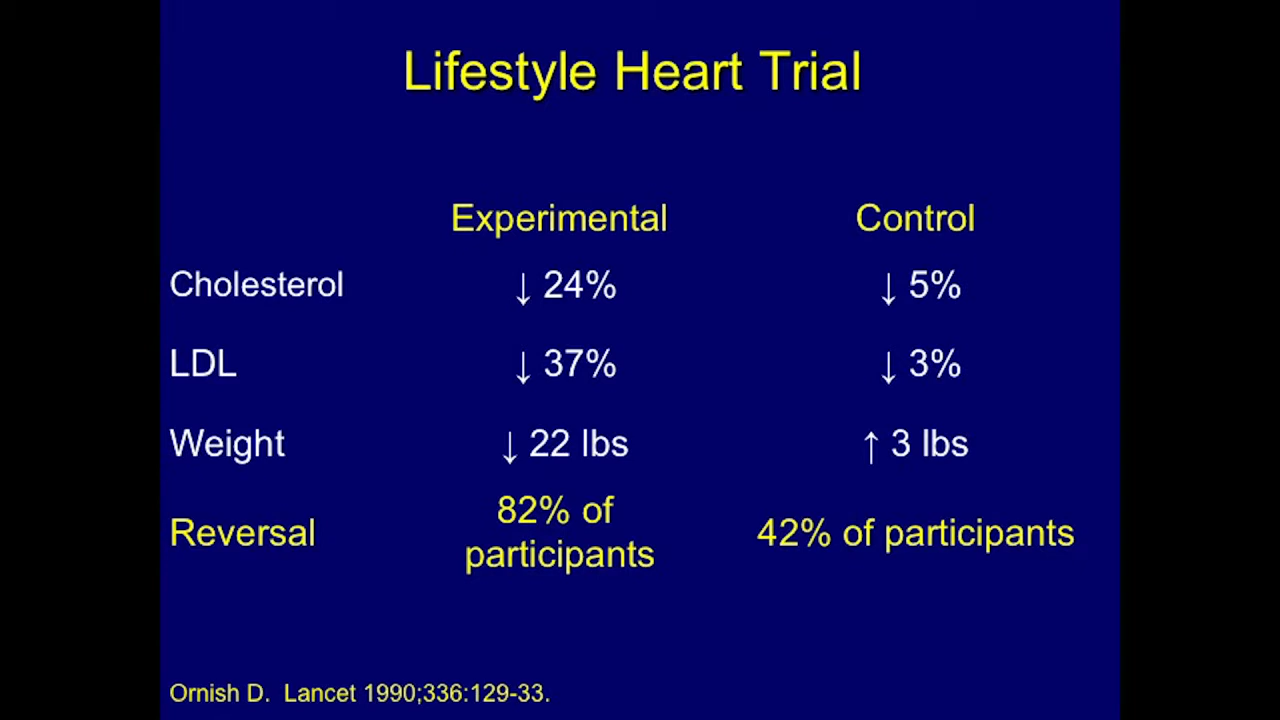 Lifestyle Heart Trial
Experimental Control
Cholesterol ↓ 24% ↓ 5%
LDL ↓ 37% ↓ 3%
Weight ↓ 22 lbs ↑ 3 lbs
Reversal 82% of participants 42% of participants
Ornish D. Lancet 1990;336:129-33.